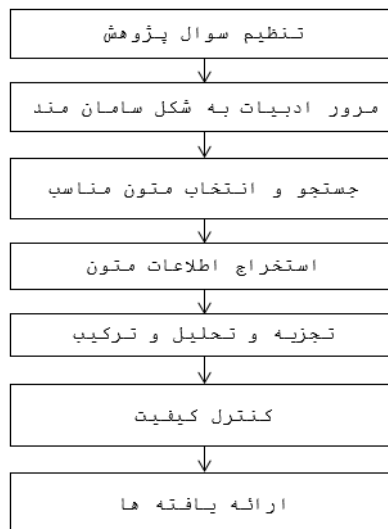 تنظیم سوال پژوهش
مرور ادبیات به شکل سامان مند
جستجو و انتخاب متون مناسب
استخراج اطلاعات متون
تجزیه و تحلیل و ترکیب
کنترل کیفیت
ارائه یافته ها